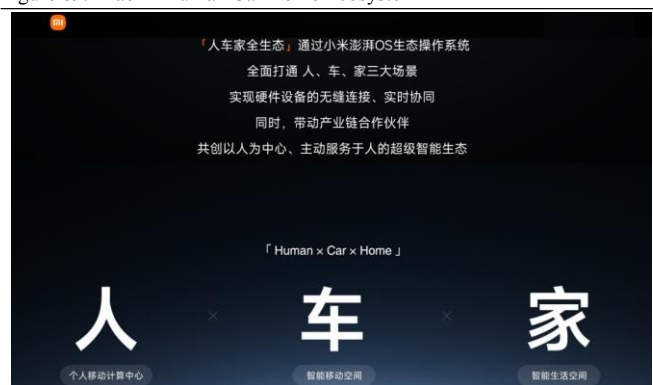 「人车家全生态」通过小米澎湃OS生态操作系统
全面打通 人、车、家三大场景
实现硬件设备的无缝连接、实时协同
同时，带动产业链合作伙伴
共创以人为中心、主动服务于人的超级智能生态
「 Human × Car × Home 」
人 × 车 × 家
个人移动计算中心 智能移动空间 智能生活空间